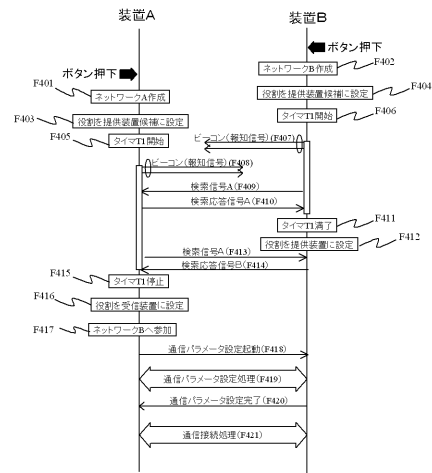 装置A
装置B
ボタン押下
F402
ネットワークB作成
ボタン押下
F401
F404
ネットワークA作成
役割を提供装置候補に設定
F403
F406
役割を提供装置候補に設定
タイマT1開始
F405
タイマT1開始
ビーコン(報知信号)(F407)
ビーコン(報知信号)(F408)
検索信号A(F409)
検索応答信号A(F410)
F411
タイマT1満了
F412
役割を提供装置に設定
検索信号A(F413)
検索応答信号B(F414)
F415
タイマT1停止
F416
役割を受信装置に設定
F417
ネットワークBへ参加
通信パラメータ設定起動(F418)
通信パラメータ設定処理(F419)
通信パラメータ設定完了(F420)
通信接続処理(F421)